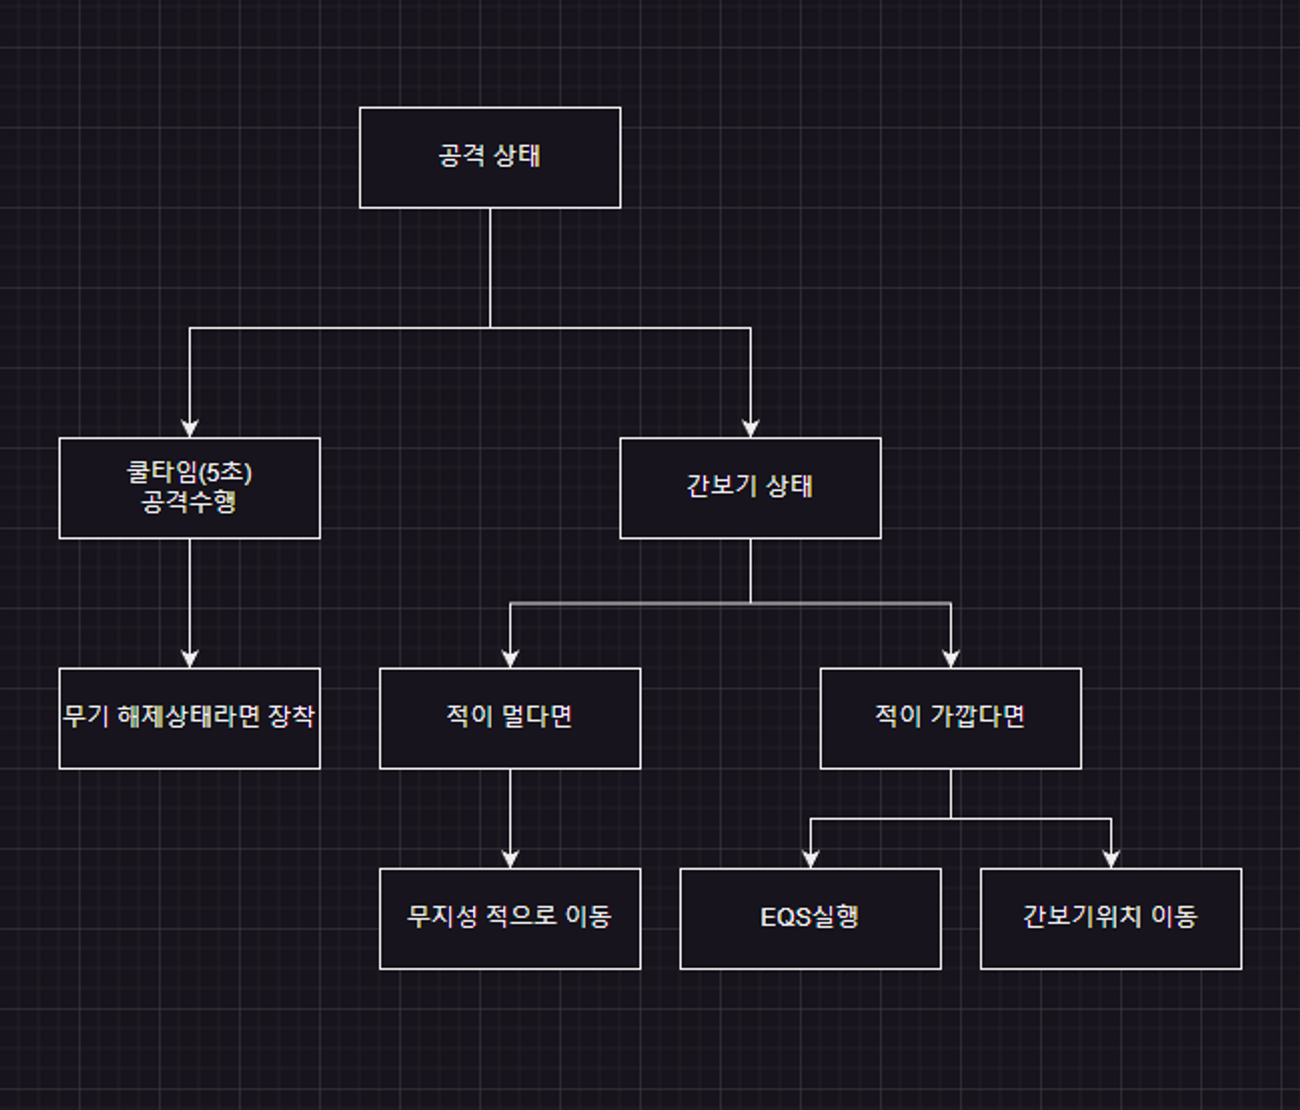 공격 상태
쿨타임(5초)
공격수행
간보기 상태
무기 해제상태라면 장착
적이 멀다면
적이 가깝다면
무지성 적으로 이동
EQS실행
간보기위치 이동